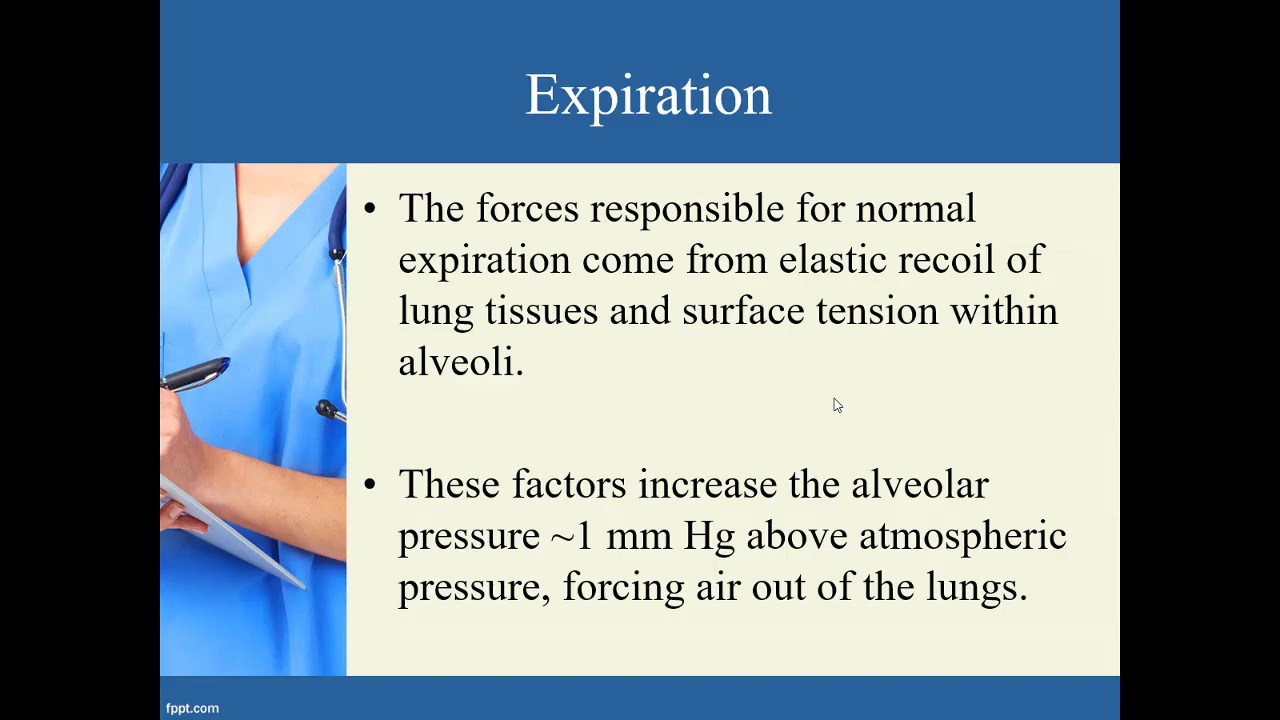 Expiration
• The forces responsible for normal
expiration come from elastic recoil of
lung tissues and surface tension within
alveoli.
• These factors increase the alveolar
pressure ~1 mm Hg above atmospheric
pressure, forcing air out of the lungs.
fppt.com